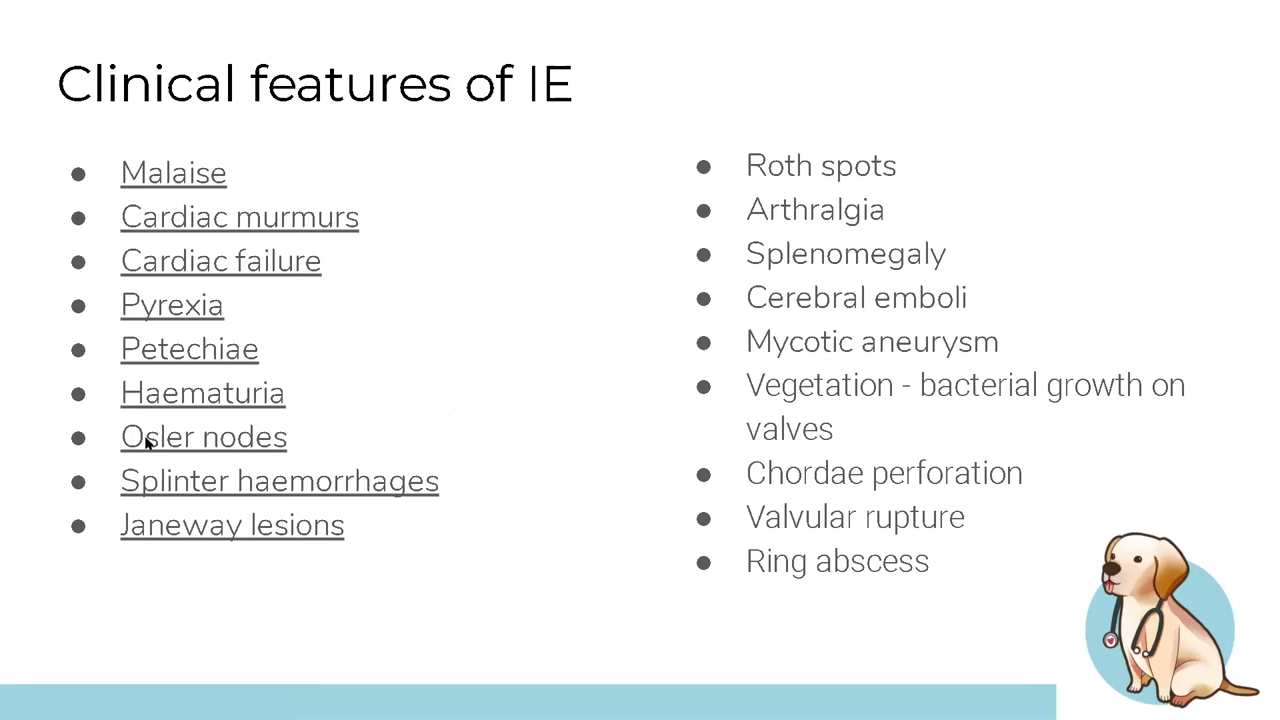 Clinical features of IE
● Malaise
● Cardiac murmurs
● Cardiac failure
● Pyrexia
● Petechiae
● Haematuria
● Osler nodes
● Splinter haemorrhages
● Janeway lesions
● Roth spots
● Arthralgia
● Splenomegaly
● Cerebral emboli
● Mycotic aneurysm
● Vegetation - bacterial growth on
valves
● Chordae perforation
● Valvular rupture
● Ring abscess